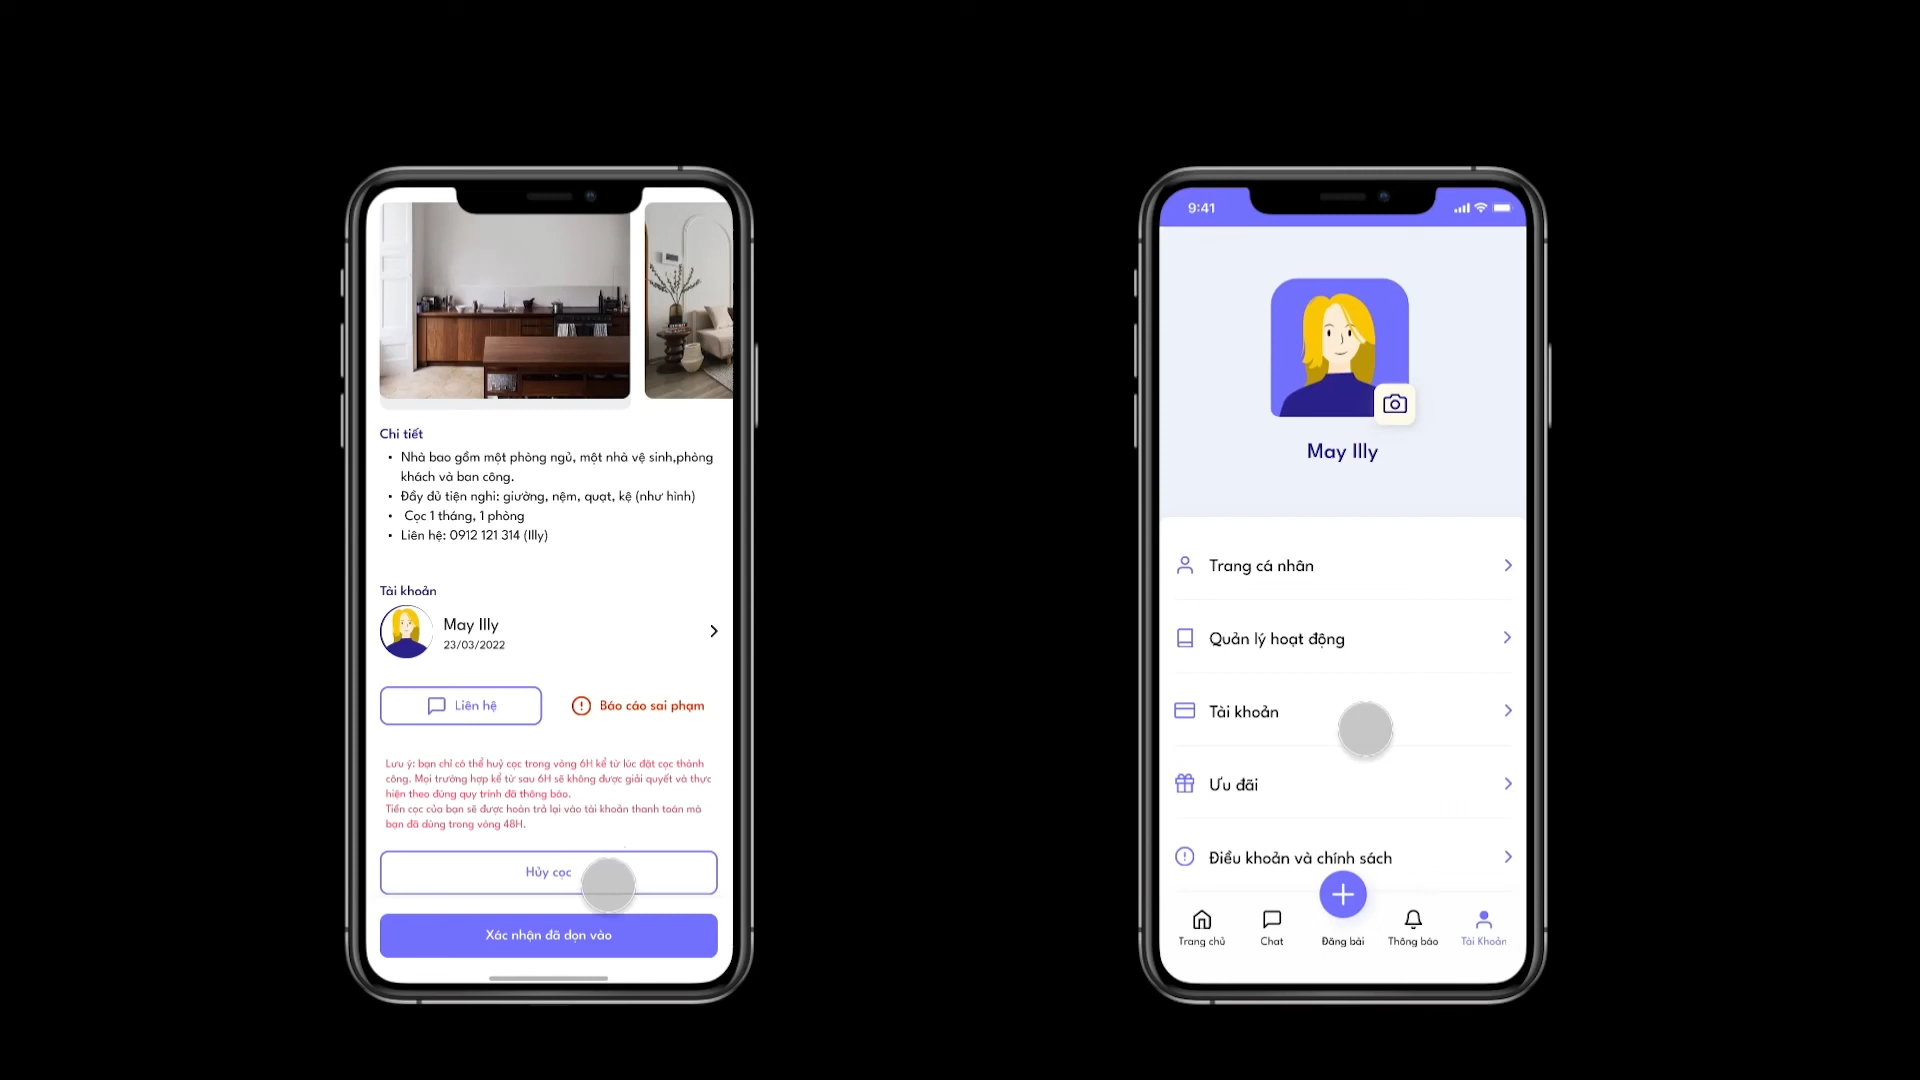 Chi tiết
• Nhà bao gồm một phòng ngủ, một nhà vệ sinh,phòng
khách và ban công.
• Đầy đủ tiện nghi: giường, nệm, quạt, kệ (như hình)
• Cọc 1 tháng, 1 phòng
• Liên hệ: 0912 121 314 (Illy)
Tài khoản
May Illy
23/03/2022
Liên hệ
Báo cáo sai phạm
Lưu ý: bạn chỉ có thể huỷ cọc trong vòng 6H kể từ lúc đặt cọc thành
công. Mọi trường hợp kể từ sau 6H sẽ không được giải quyết và thực
hiện theo đúng quy trình đã thông báo.
Tiền cọc của bạn sẽ được hoàn trả lại vào tài khoản thanh toán mà
bạn đã dùng trong vòng 48H.
Hủy cọc
Xác nhận đã dọn vào
9:41
May Illy
Trang cá nhân
Quản lý hoạt động
Tài khoản
Ưu đãi
Điều khoản và chính sách
Trang chủ
Chat
Đăng bài
Thông báo
Tài Khoản